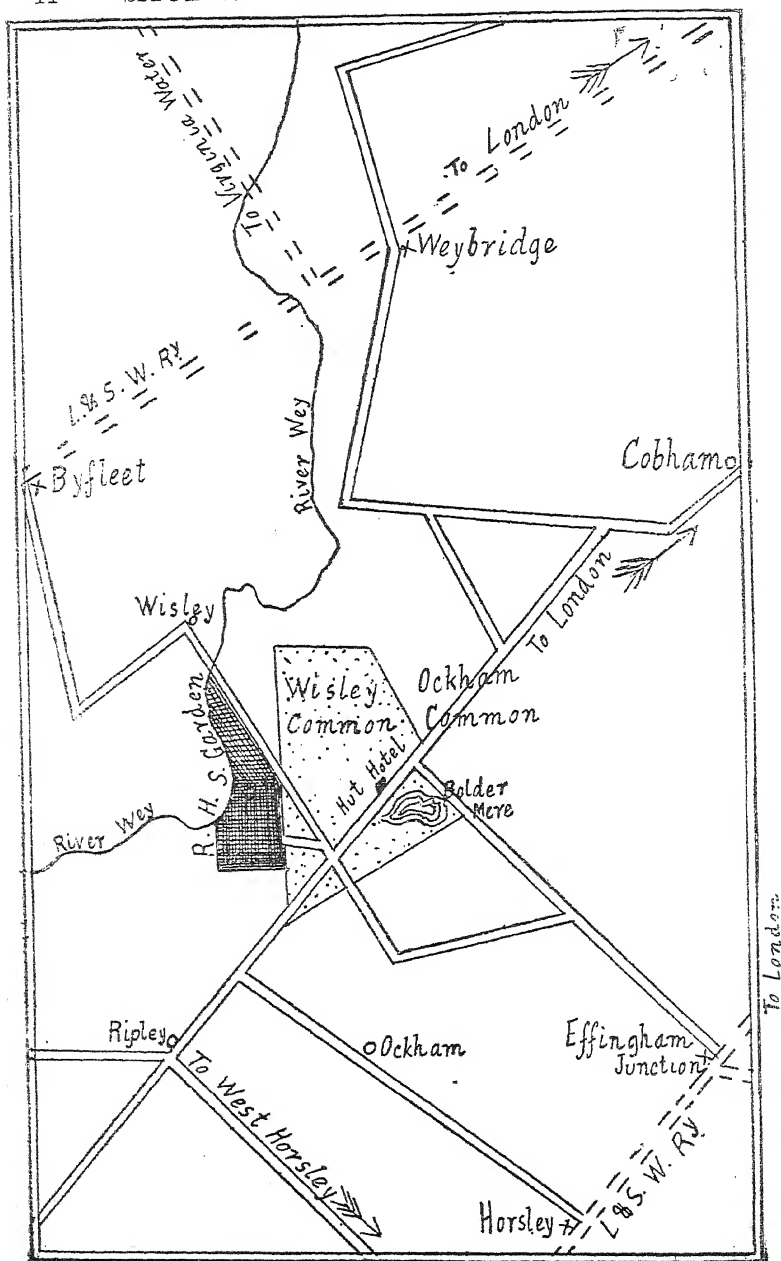 To Virginia Water
To London
Weybridge
L. & S. W. Ry
Byfleet
River Wey
Cobham
Wisley
To London
R. H. S. Garden
Wisley
Common
Ockham
Common
Hut Hotel
Bolder
Mere
River Wey
To London
Ripley
Ockham
Effingham
Junction
To West Horsley
L & S. W. Ry
Horsley